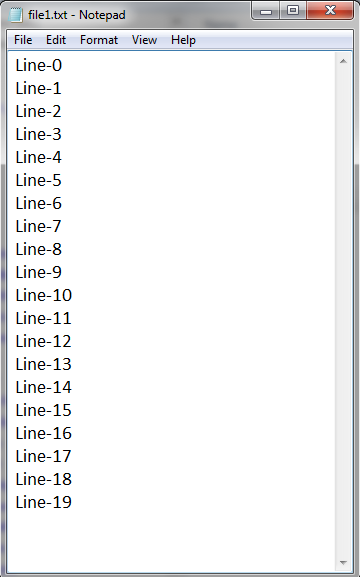 file1.txt - Notepad
File Edit Format View Help
Line-0
Line-1
Line-2
Line-3
Line-4
Line-5
Line-6
Line-7
Line-8
Line-9
Line-10
Line-11
Line-12
Line-13
Line-14
Line-15
Line-16
Line-17
Line-18
Line-19